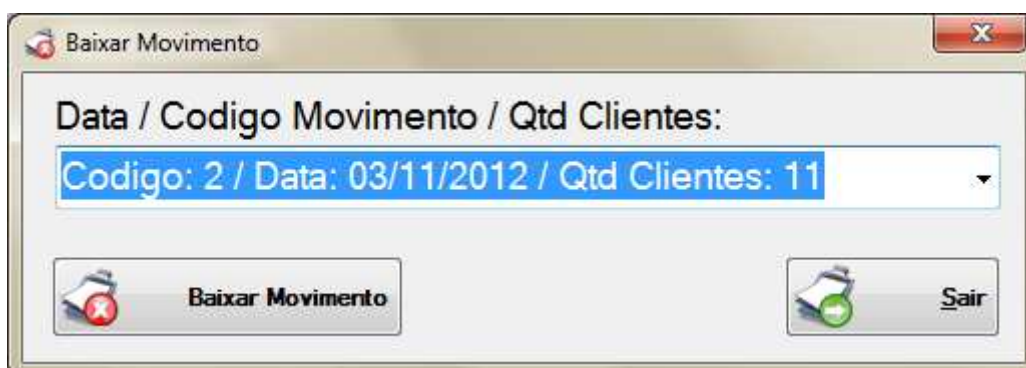 Baixar Movimento
Data / Codigo Movimento / Qtd Clientes:
Codigo: 2 / Data: 03/11/2012 / Qtd Clientes: 11
Baixar Movimento
Sair